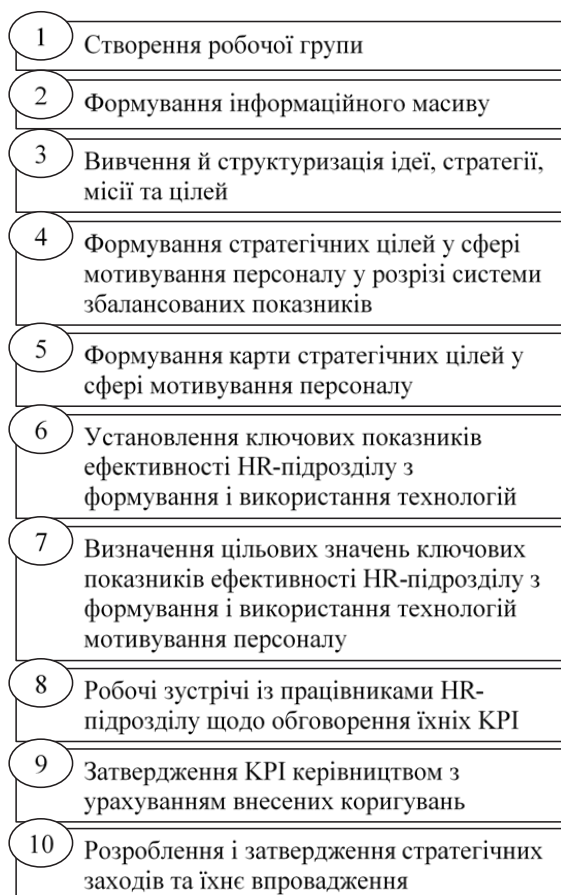 1
Створення робочої групи
2
Формування інформаційного масиву
3
Вивчення й структуризація ідеї, стратегії,
місії та цілей
4
Формування стратегічних цілей у сфері
мотивування персоналу у розрізі системи
збалансованих показників
5
Формування карти стратегічних цілей у
сфері мотивування персоналу
6
Установлення ключових показників
ефективності HR-підрозділу з
формування і використання технологій
7
Визначення цільових значень ключових
показників ефективності HR-підрозділу з
формування і використання технологій
мотивування персоналу
8
Робочі зустрічі із працівниками HR-
підрозділу щодо обговорення їхніх KPI
9
Затвердження KPI керівництвом з
урахуванням внесених коригувань
10
Розроблення і затвердження стратегічних
заходів та їхнє впровадження